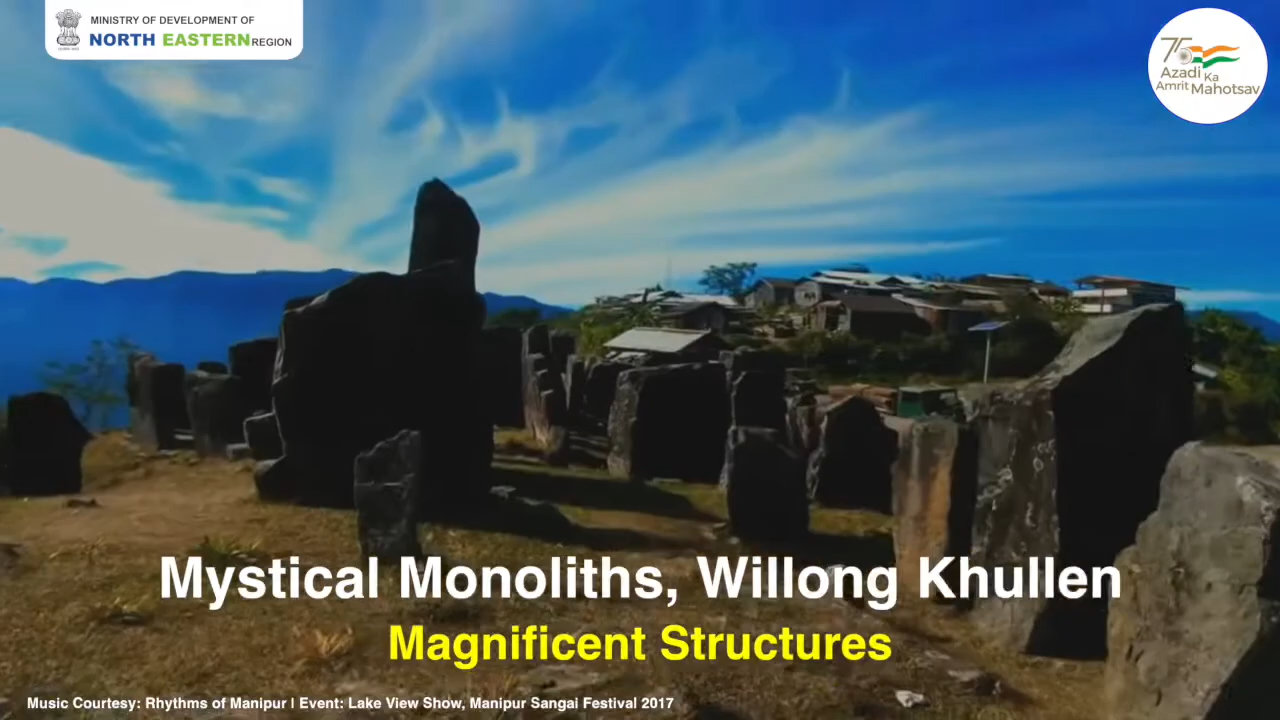 MINISTRY OF DEVELOPMENT OF
NORTH EASTERN REGION
75
Azadi Ka
Amrit Mahotsav
Mystical Monoliths, Willong Khullen
Magnificent Structures
Music Courtesy: Rhythms of Manipur | Event: Lake View Show, Manipur Sangai Festival 2017